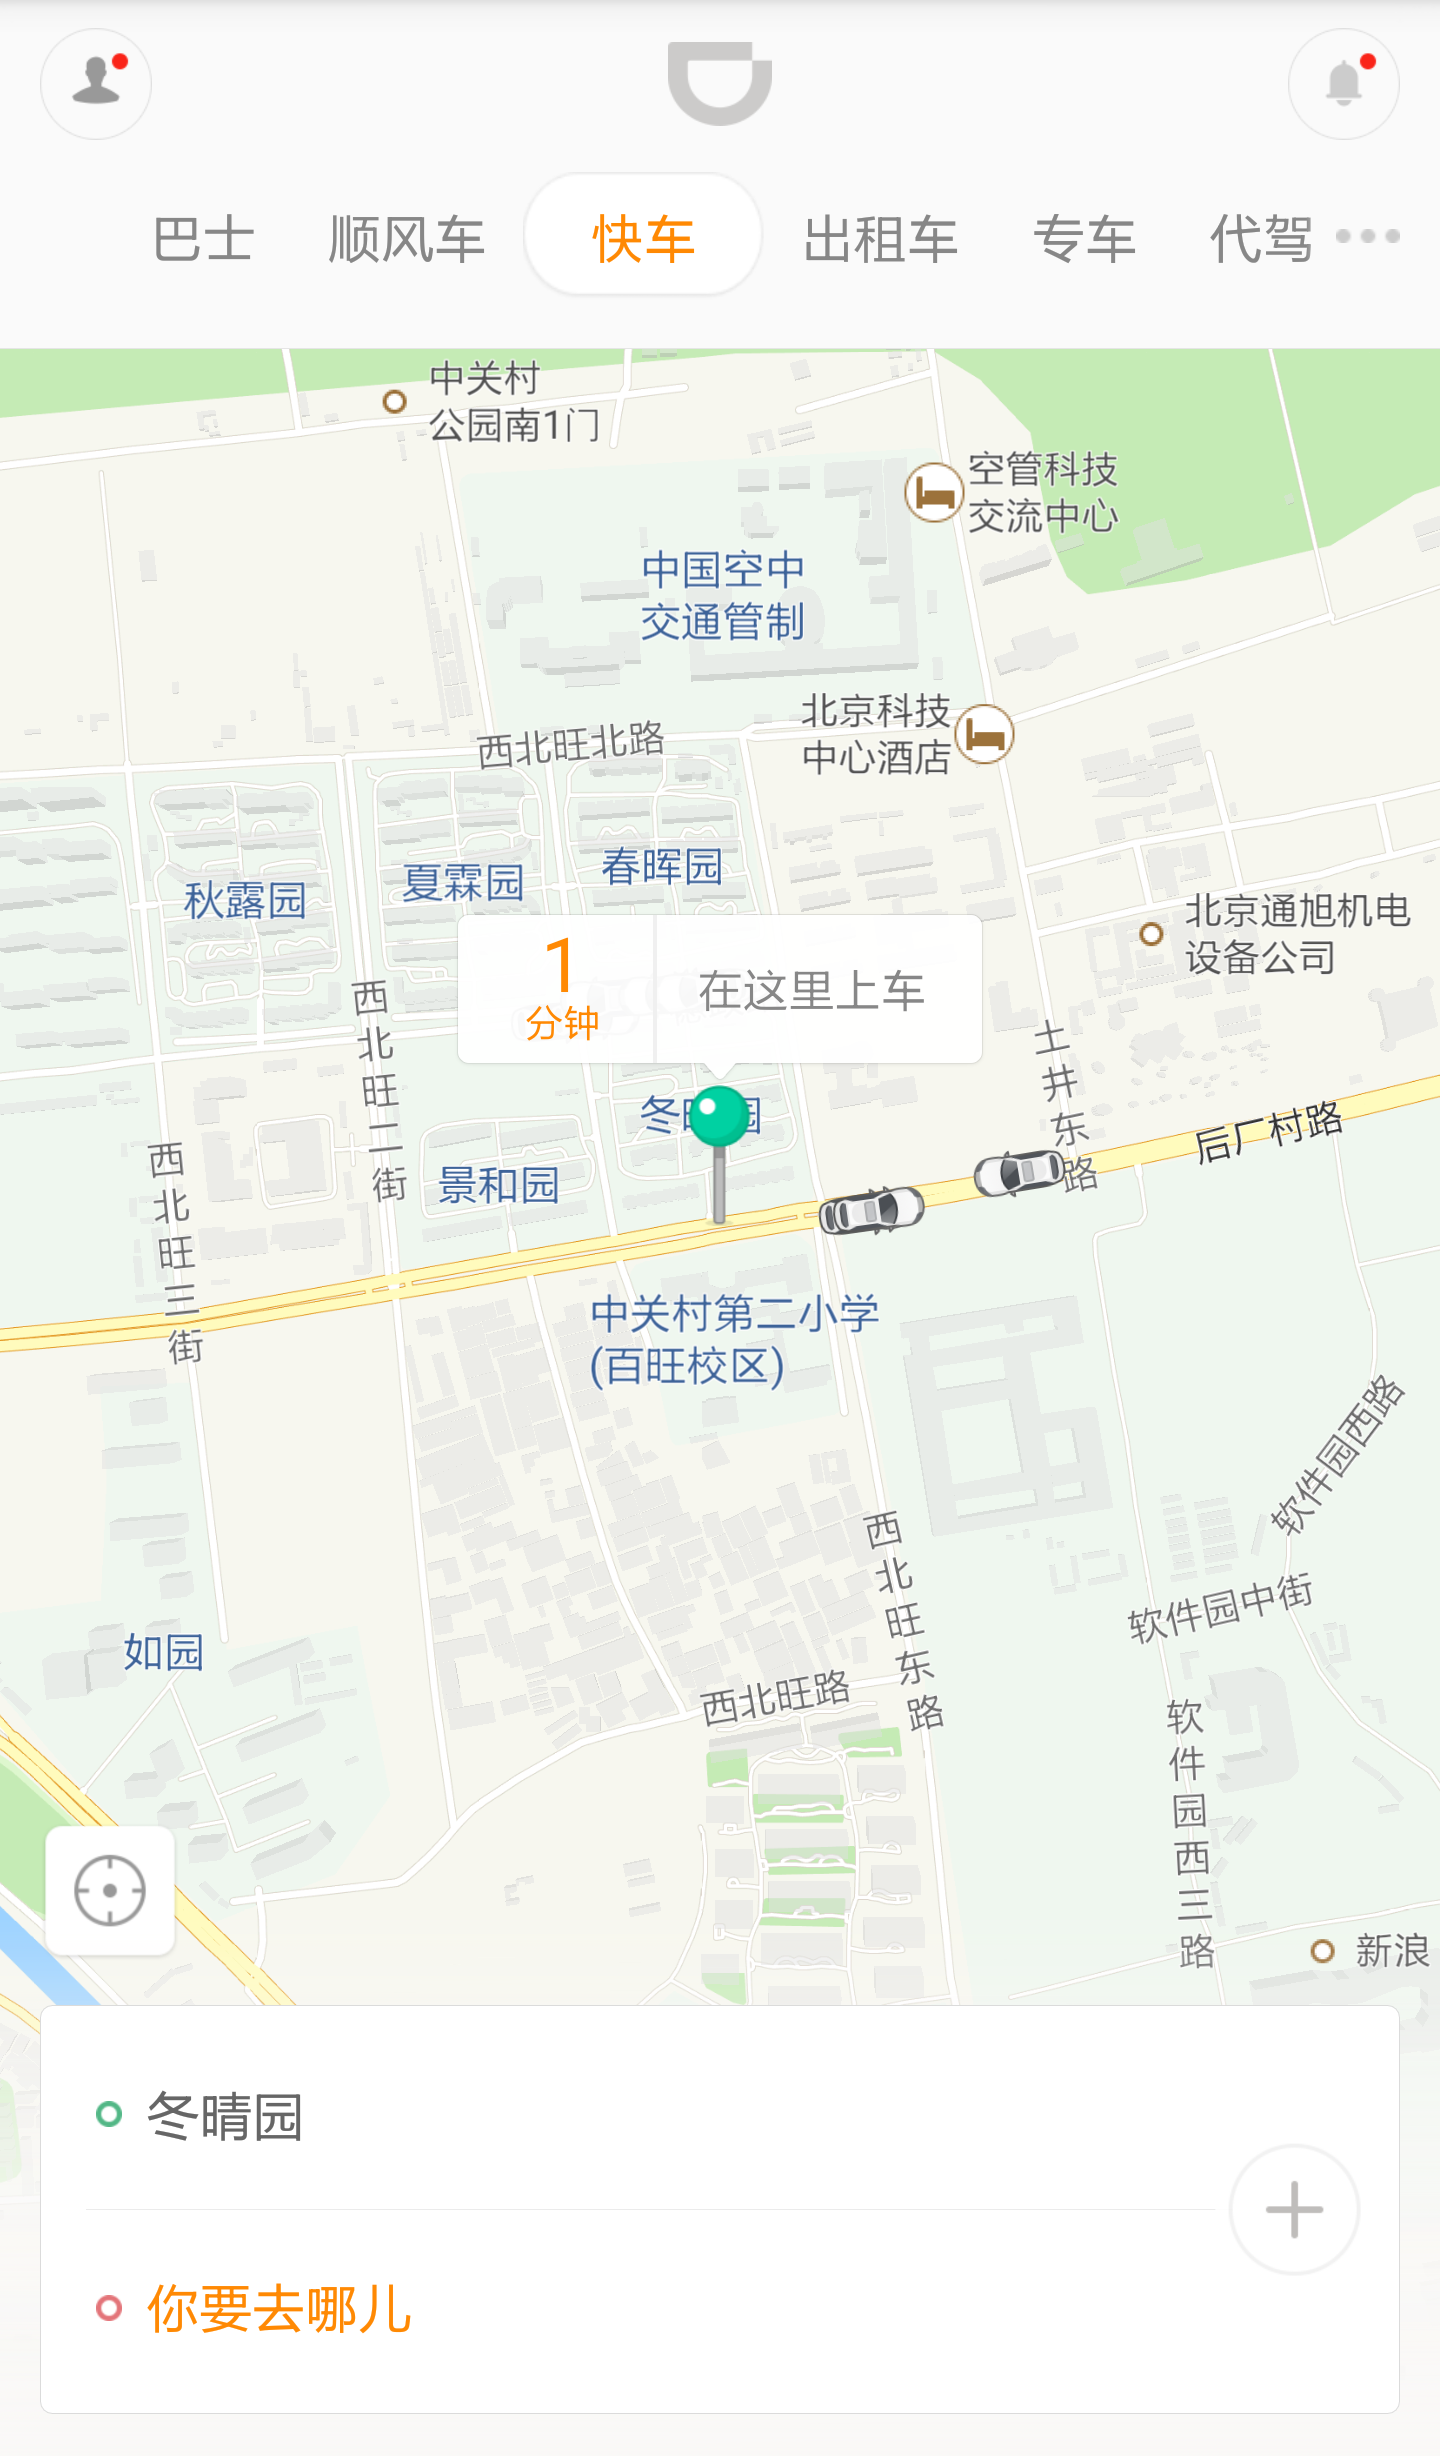 巴士
顺风车
快车
出租车
专车
代驾
中关村
公园南1门
空管科技
交流中心
中国空中
交通管制
北京科技
中心酒店
西北旺北路
春晖园
夏霖园
秋露园
北京通旭机电
设备公司
1
分钟
在这里上车
西北旺二街
土井东路
后厂村路
景和园
西北旺三街
中关村第二小学
(百旺校区)
软件园西路
西北旺东路
软件园中街
如园
西北旺路
软件园西三路
新浪
冬晴园
你要去哪儿